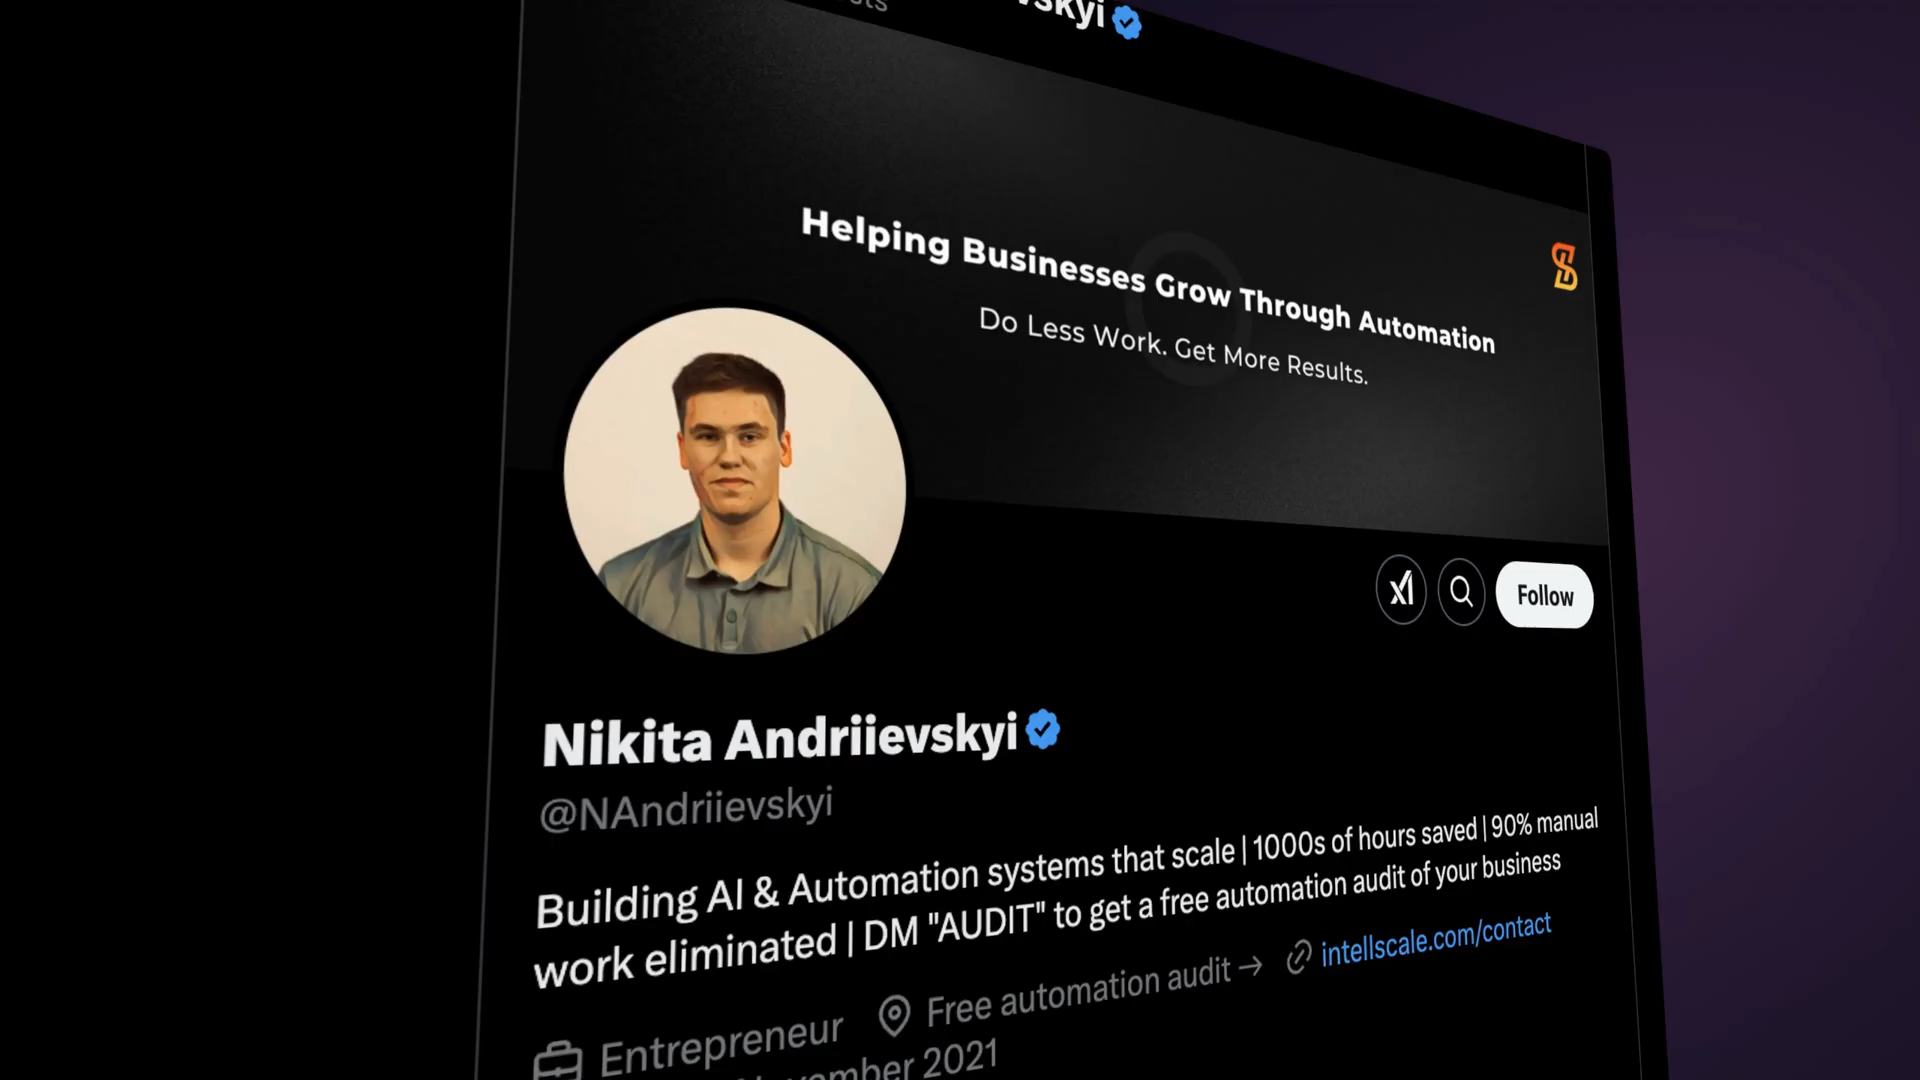 Helping Businesses Grow Through Automation
Do Less Work. Get More Results.
Follow
Nikita Andriievskyi
@NAndriievskyi
Building AI & Automation systems that scale | 1000s of hours saved | 90% manual
work eliminated | DM "AUDIT" to get a free automation audit of your business
Entrepreneur Free automation audit → intellscale.com/contact
2021